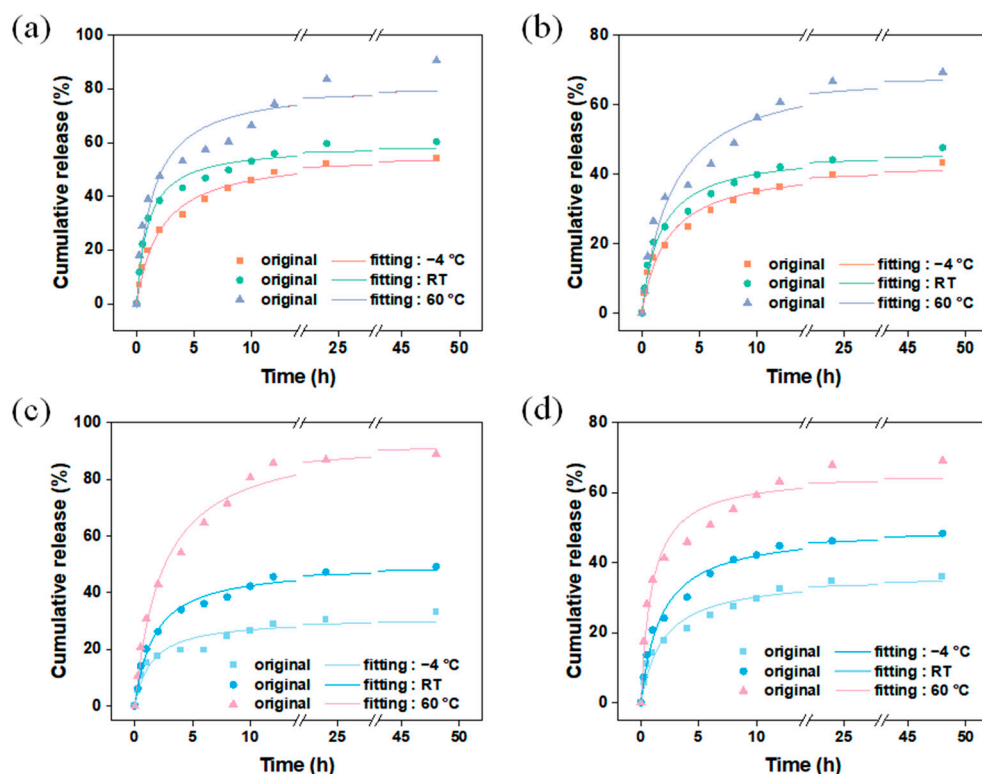 (a)
Cumulative release (%)
100
80
60
40
20
0
original fitting : −4 °C
original fitting : RT
original fitting : 60 °C
0 5 10 25 45 50
Time (h)
(b)
Cumulative release (%)
80
60
40
20
0
original fitting : −4 °C
original fitting : RT
original fitting : 60 °C
0 5 10 25 45 50
Time (h)
(c)
Cumulative release (%)
100
80
60
40
20
0
original fitting : −4 °C
original fitting : RT
original fitting : 60 °C
0 5 10 25 45 50
Time (h)
(d)
Cumulative release (%)
80
60
40
20
0
original fitting : −4 °C
original fitting : RT
original fitting : 60 °C
0 5 10 25 45 50
Time (h)